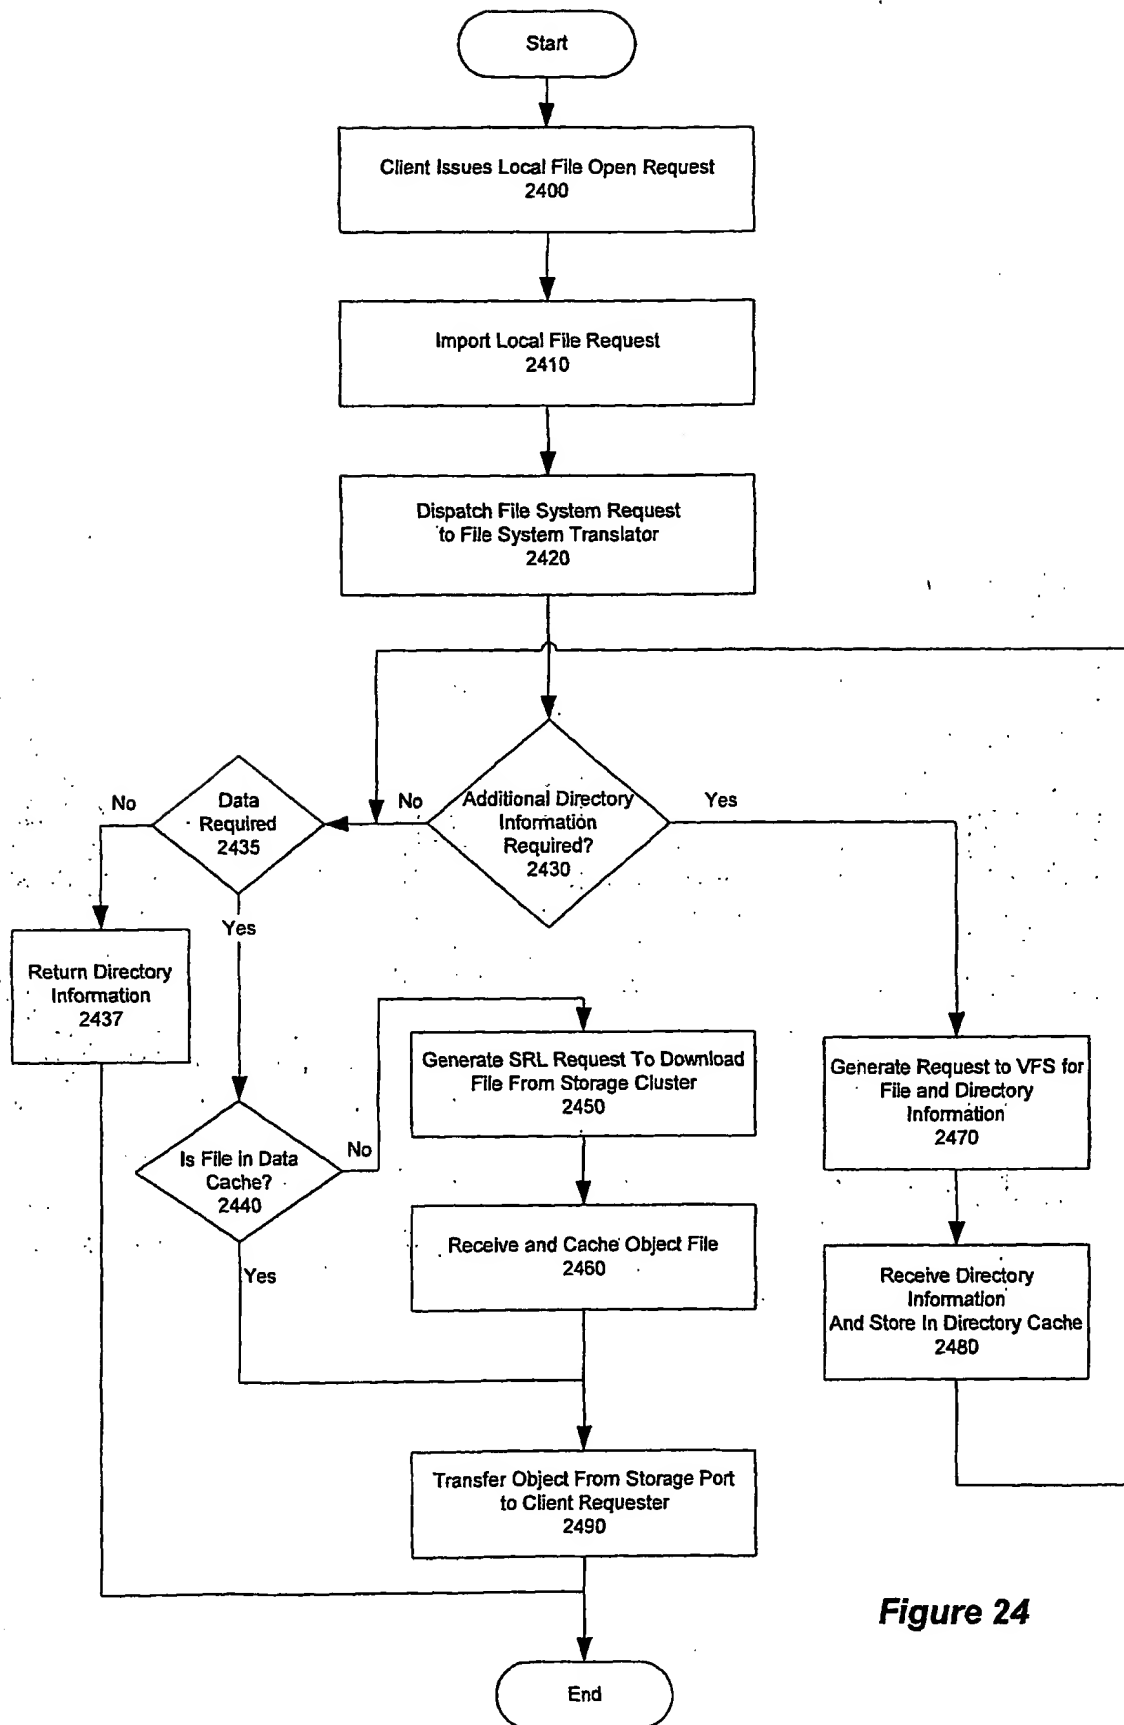 Start
Client Issues Local File Open Request
2400
Import Local File Request
2410
Dispatch File System Request
to File System Translator
2420
Additional Directory
Information
Required?
2430
No
Yes
Data
Required
2435
No
Yes
Return Directory
Information
2437
Is File in Data
Cache?
2440
No
Yes
Generate SRL Request To Download
File From Storage Cluster
2450
Receive and Cache Object File
2460
Generate Request to VFS for
File and Directory
Information
2470
Receive Directory
Information
And Store In Directory Cache
2480
Transfer Object From Storage Port
to Client Requester
2490
Figure 24
End